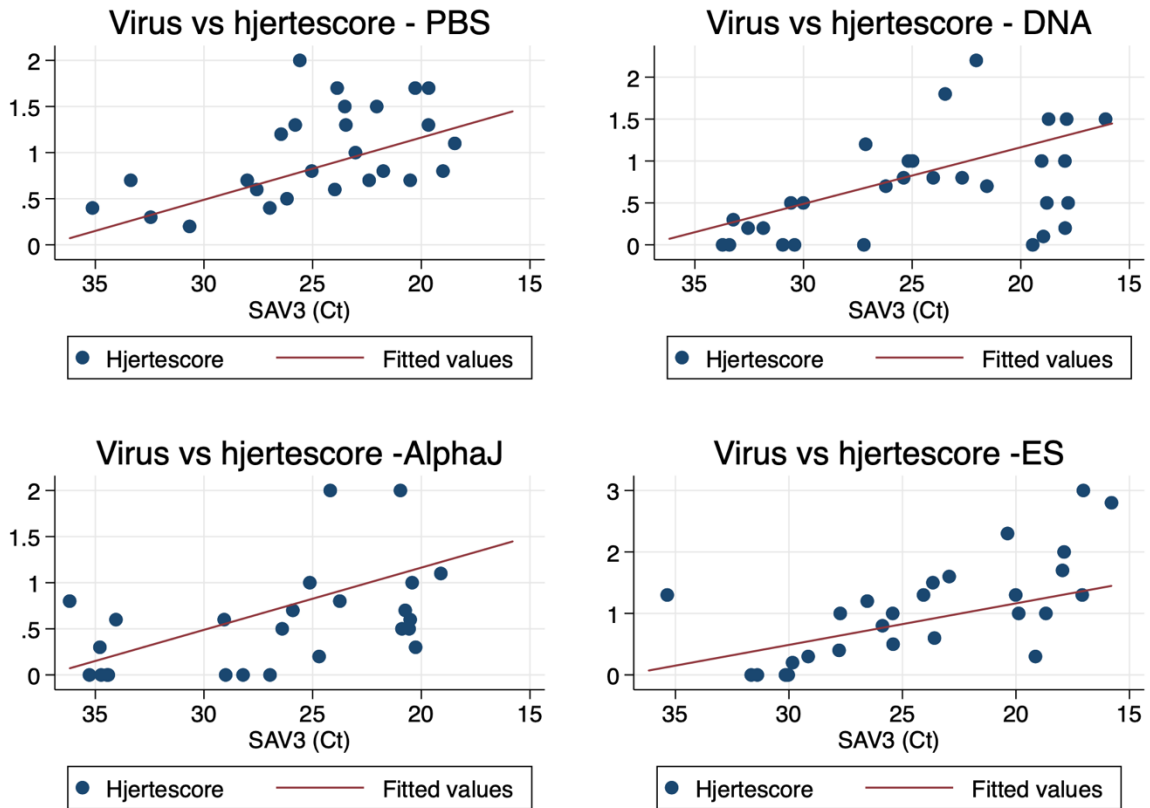 Virus vs hjertescore - PBS
2
1.5
1
.5
0
35 30 25 20 15
SAV3 (Ct)
Hjertescore Fitted values
Virus vs hjertescore - DNA
2
1.5
1
.5
0
35 30 25 20 15
SAV3 (Ct)
Hjertescore Fitted values
Virus vs hjertescore -AlphaJ
2
1.5
1
.5
0
35 30 25 20 15
SAV3 (Ct)
Hjertescore Fitted values
Virus vs hjertescore -ES
3
2
1
0
35 30 25 20 15
SAV3 (Ct)
Hjertescore Fitted values